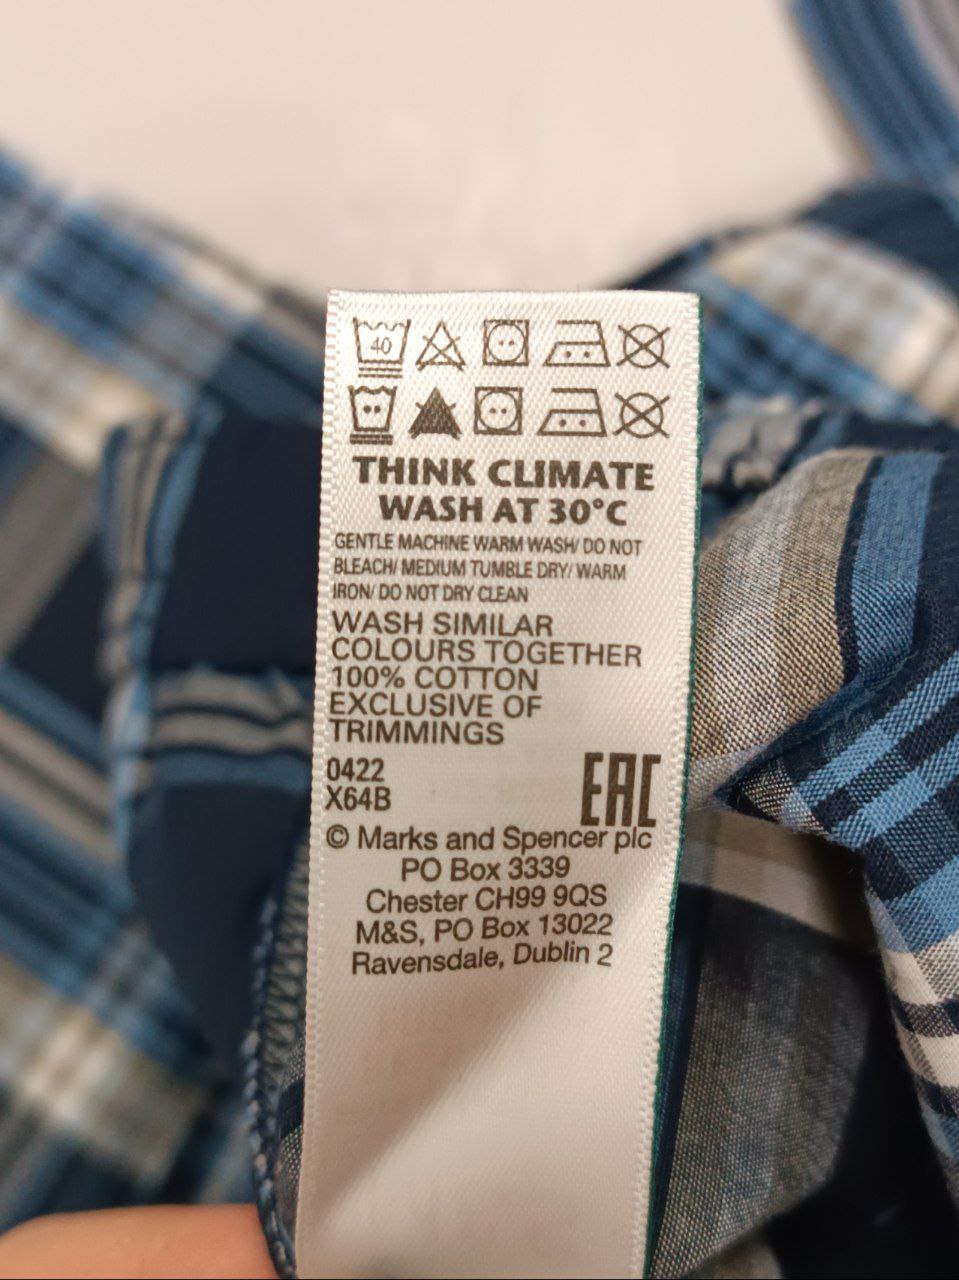 40
THINK CLIMATE
WASH AT 30°C
GENTLE MACHINE WARM WASH/ DO NOT
BLEACH/ MEDIUM TUMBLE DRY/ WARM
IRON/ DO NOT DRY CLEAN
WASH SIMILAR
COLOURS TOGETHER
100% COTTON
EXCLUSIVE OF
TRIMMINGS
0422
X64B
EAC
© Marks and Spencer plc
PO Box 3339
Chester CH99 9QS
M&S, PO Box 13022
Ravensdale, Dublin 2